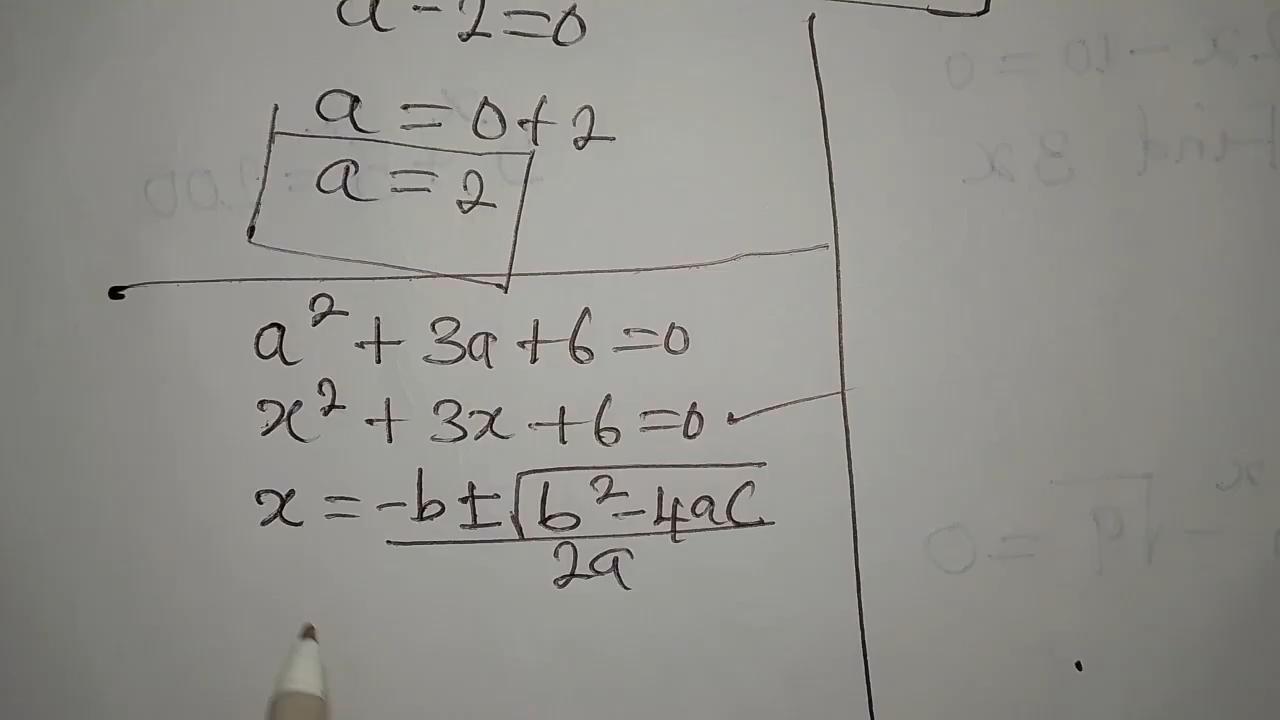 a - 2 = 0
a = 0 + 2
a = 2
a² + 3a + 6 = 0
x² + 3x + 6 = 0
x = -b ± √b² - 4ac
2a